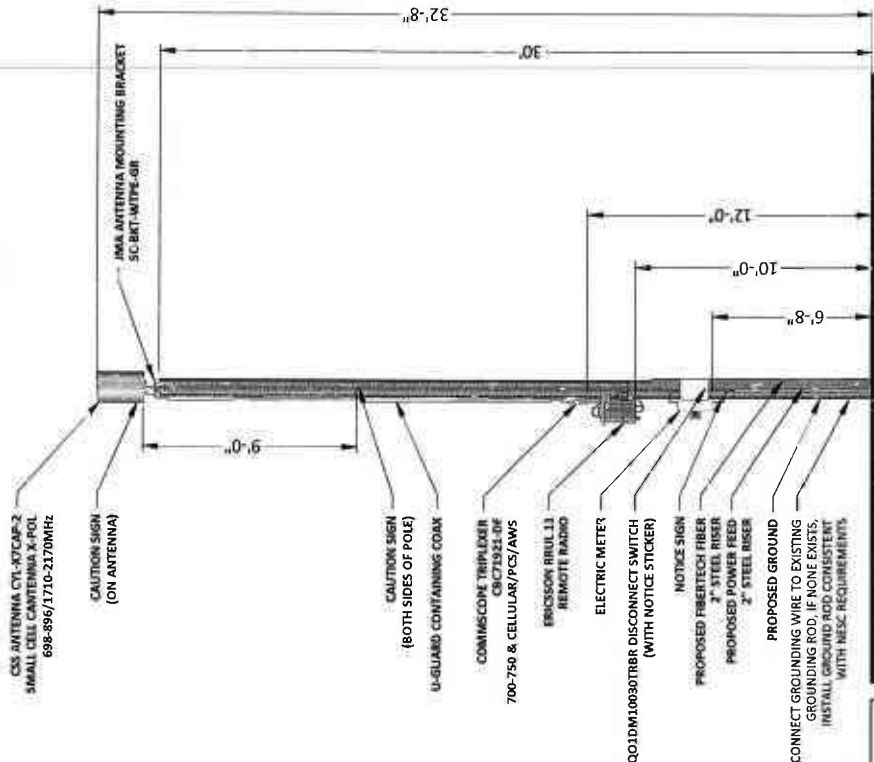 CSS ANTENNA CYL-X7CAP-2
SMALL CELL CANTENNA X-POL
698-896/1710-2170MHz
CAUTION SIGN
(ON ANTENNA)
JMA ANTENNA MOUNTING BRACKET
SC-BKT-WTPE-GR
CAUTION SIGN
(BOTH SIDES OF POLE)
U-GUARD CONTAINING COAX
COMMSCOPE TRIPLEXER
CBC71921-DF
700-750 & CELLULAR/PCS/AWS
ERICSSON RRUL 11
REMOTE RADIO
ELECTRIC METER
QO1DM10030TRBR DISCONNECT SWITCH
(WITH NOTICE STICKER)
NOTICE SIGN
PROPOSED FIBERTECH FIBER
2" STEEL RISER
PROPOSED POWER FEED
2" STEEL RISER
PROPOSED GROUND
CONNECT GROUNDING WIRE TO EXISTING
GROUNDING ROD, IF NONE EXISTS,
INSTALL GROUND ROD CONSISTENT
WITH NESC REQUIREMENTS
9'-0"
32'-8"
30'
12'-0"
10'-0"
6'-8"